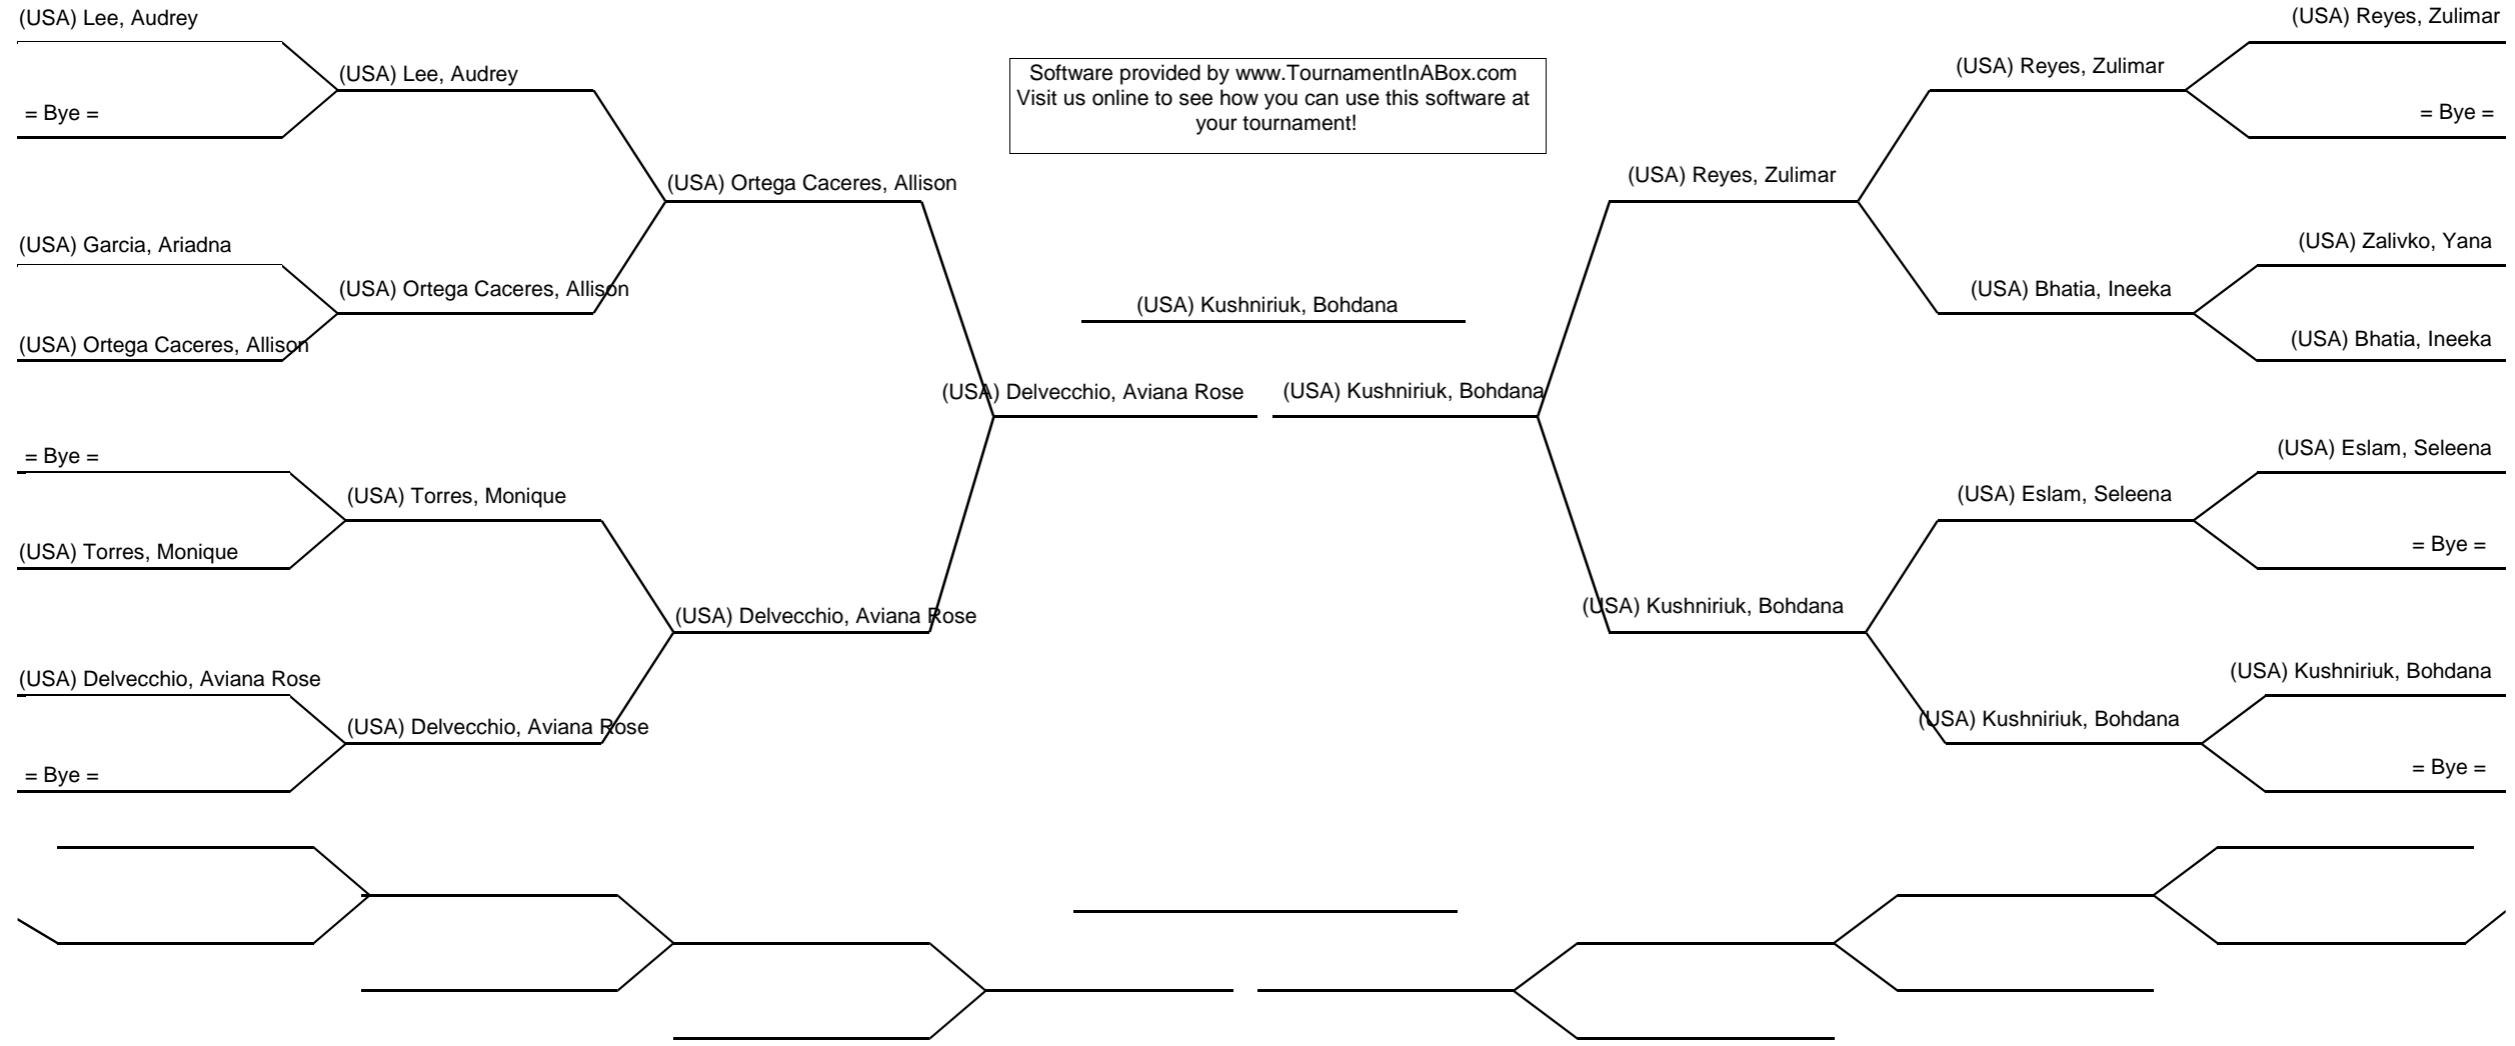 (USA) Lee, Audrey
= Bye =
(USA) Garcia, Ariadna
(USA) Ortega Caceres, Allison
= Bye =
(USA) Torres, Monique
(USA) Delvecchio, Aviana Rose
= Bye =
(USA) Lee, Audrey
(USA) Ortega Caceres, Allison
(USA) Torres, Monique
(USA) Delvecchio, Aviana Rose
(USA) Ortega Caceres, Allison
(USA) Delvecchio, Aviana Rose
(USA) Delvecchio, Aviana Rose
Software provided by www.TournamentInABox.com
Visit us online to see how you can use this software at
your tournament!
(USA) Kushniriuk, Bohdana
(USA) Kushniriuk, Bohdana
(USA) Reyes, Zulimar
(USA) Kushniriuk, Bohdana
(USA) Reyes, Zulimar
(USA) Bhatia, Ineeka
(USA) Eslam, Seleena
(USA) Kushniriuk, Bohdana
(USA) Reyes, Zulimar
= Bye =
(USA) Zalivko, Yana
(USA) Bhatia, Ineeka
(USA) Eslam, Seleena
= Bye =
(USA) Kushniriuk, Bohdana
= Bye =